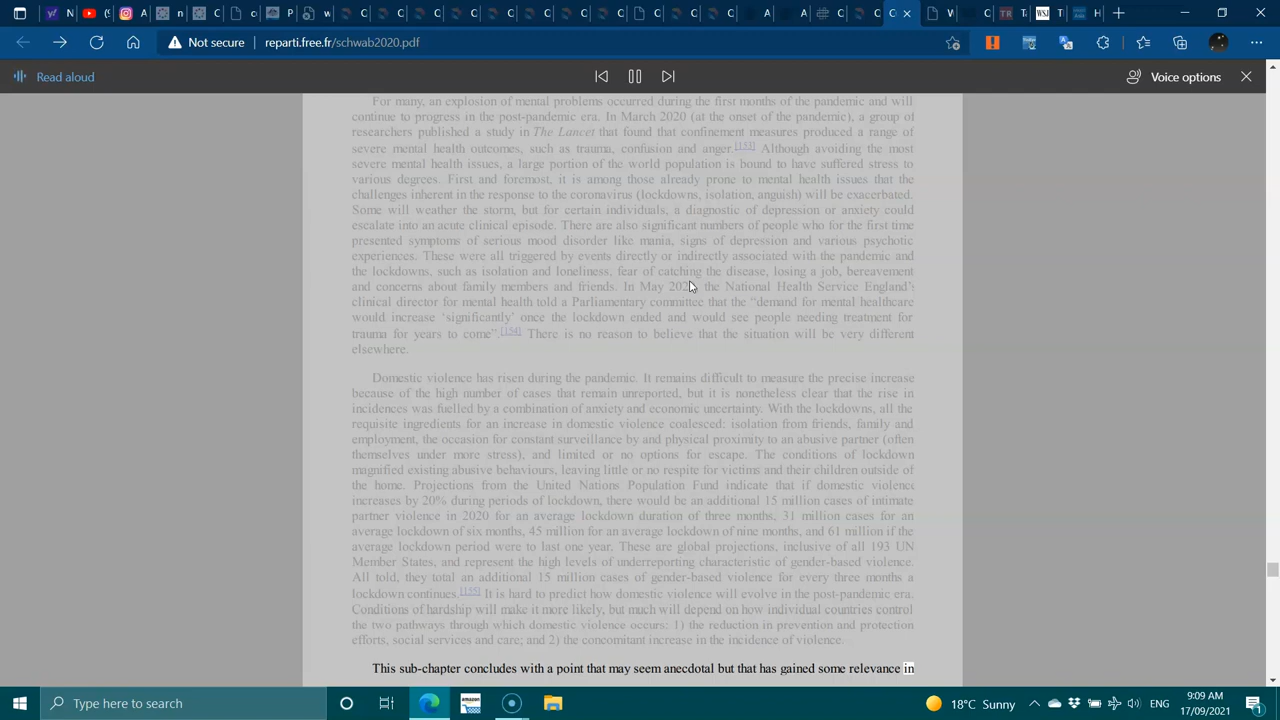 Not secure reparti.free.fr/schwab2020.pdf
Read aloud
Voice options
For many, an explosion of mental problems occurred during the first months of the pandemic and will
continue to progress in the post-pandemic era. In March 2020 (at the onset of the pandemic), a group of
researchers published a study in The Lancet that found that confinement measures produced a range of
severe mental health outcomes, such as trauma, confusion and anger.[153] Although avoiding the most
severe mental health issues, a large portion of the world population is bound to have suffered stress to
various degrees. First and foremost, it is among those already prone to mental health issues that the
challenges inherent in the response to the coronavirus (lockdowns, isolation, anguish) will be exacerbated.
Some will weather the storm, but for certain individuals, a diagnostic of depression or anxiety could
escalate into an acute clinical episode. There are also significant numbers of people who for the first time
presented symptoms of serious mood disorder like mania, signs of depression and various psychotic
experiences. These were all triggered by events directly or indirectly associated with the pandemic and
the lockdowns, such as isolation and loneliness, fear of catching the disease, losing a job, bereavement
and concerns about family members and friends. In May 2020, the National Health Service England's
clinical director for mental health told a Parliamentary committee that the "demand for mental healthcare
would increase 'significantly' once the lockdown ended and would see people needing treatment for
trauma for years to come".[154] There is no reason to believe that the situation will be very different
elsewhere.
Domestic violence has risen during the pandemic. It remains difficult to measure the precise increase
because of the high number of cases that remain unreported, but it is nonetheless clear that the rise in
incidences was fuelled by a combination of anxiety and economic uncertainty. With the lockdowns, all the
requisite ingredients for an increase in domestic violence coalesced: isolation from friends, family and
employment, the occasion for constant surveillance by and physical proximity to an abusive partner (often
themselves under more stress), and limited or no options for escape. The conditions of lockdown
magnified existing abusive behaviours, leaving little or no respite for victims and their children outside of
the home. Projections from the United Nations Population Fund indicate that if domestic violence
increases by 20% during periods of lockdown, there would be an additional 15 million cases of intimate
partner violence in 2020 for an average lockdown duration of three months, 31 million cases for an
average lockdown of six months, 45 million for an average lockdown of nine months, and 61 million if the
average lockdown period were to last one year. These are global projections, inclusive of all 193 UN
Member States, and represent the high levels of underreporting characteristic of gender-based violence.
All told, they total an additional 15 million cases of gender-based violence for every three months a
lockdown continues.[155] It is hard to predict how domestic violence will evolve in the post-pandemic era.
Conditions of hardship will make it more likely, but much will depend on how individual countries control
the two pathways through which domestic violence occurs: 1) the reduction in prevention and protection
efforts, social services and care; and 2) the concomitant increase in the incidence of violence.
This sub-chapter concludes with a point that may seem anecdotal but that has gained some relevance in
Type here to search
18°C Sunny
ENG
9:09 AM
17/09/2021